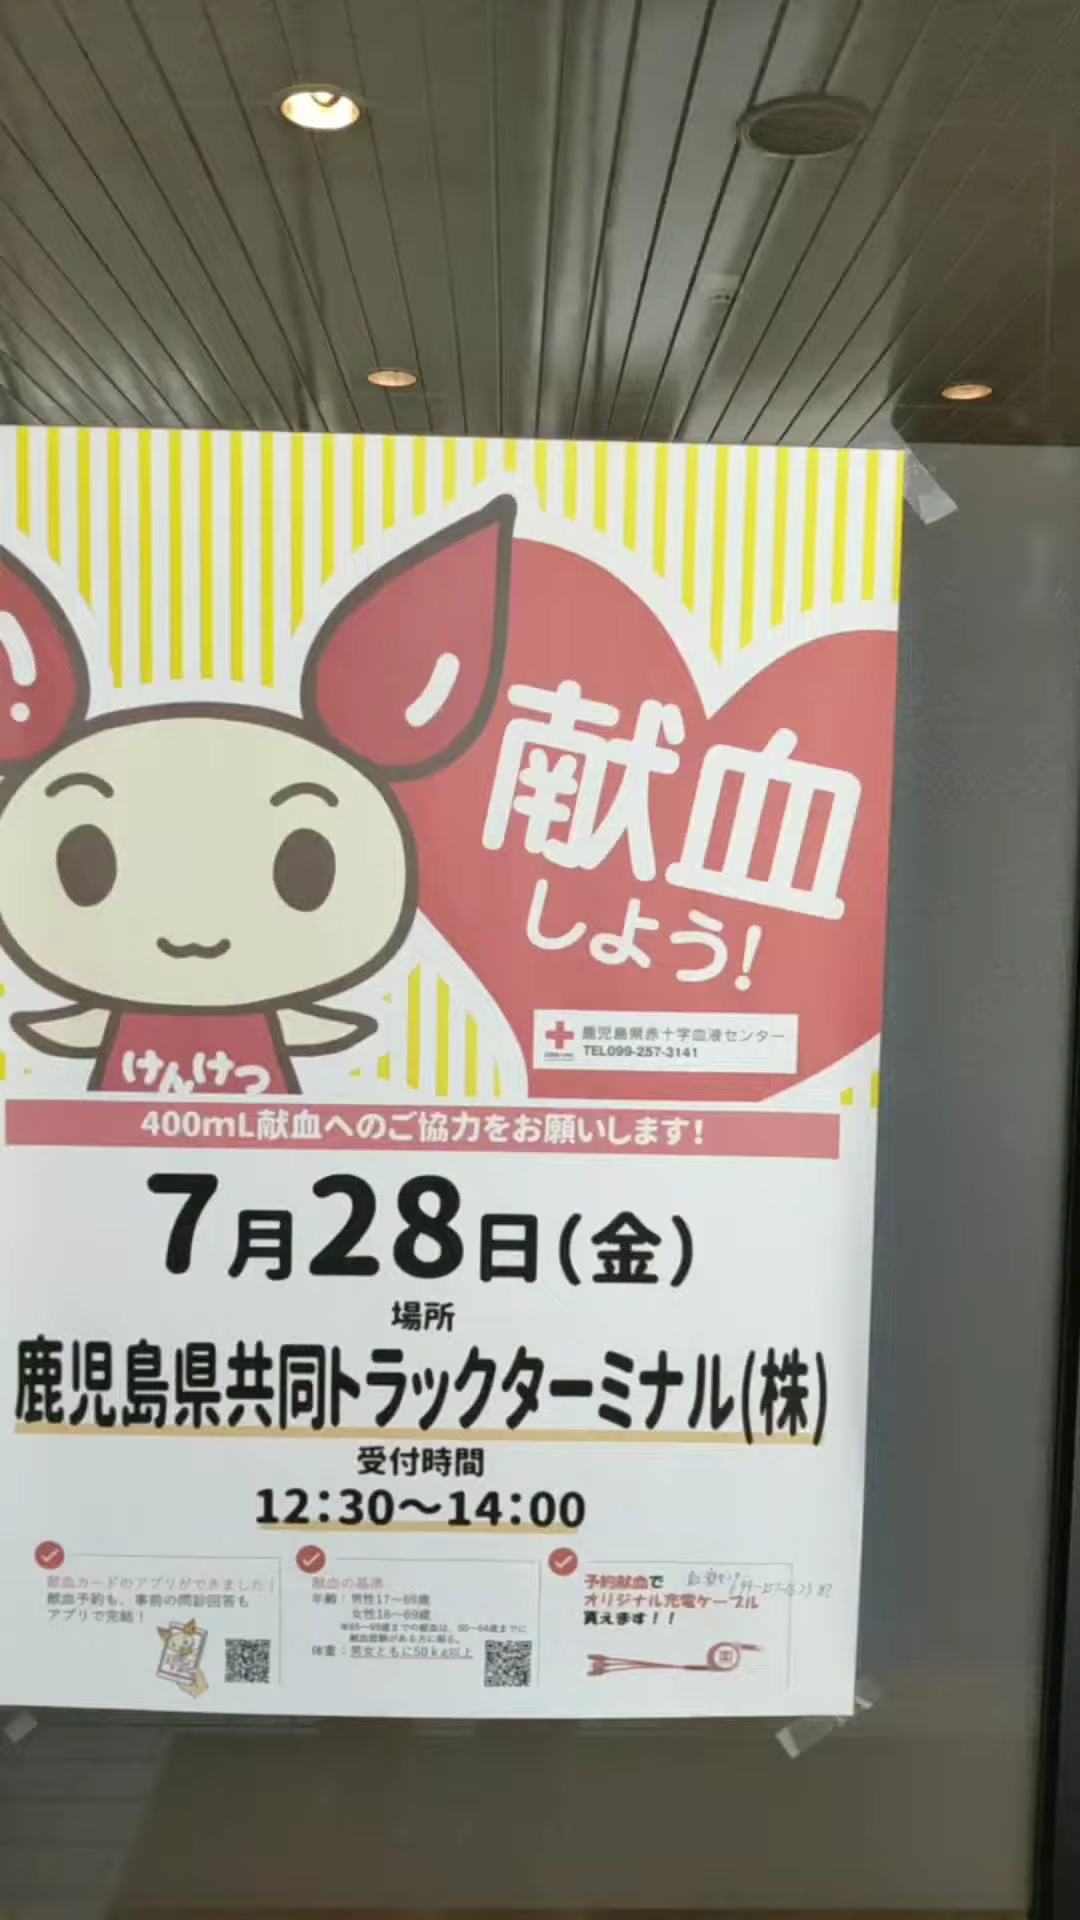 献血
しよう!
鹿児島県赤十字血液センター
TEL099-257-3141
けんけつ
400mL献血へのご協力をお願いします!
7月28日(金)
場所
鹿児島県共同トラックターミナル(株)
受付時間
12:30〜14:00
献血カードのアプリができました!
献血予約も、事前の問診回答も
アプリで完結!
献血の基準
年齢:男性17〜69歳
女性18〜69歳
※65〜69歳までの献血は、60〜64歳までに
献血経験がある方に限る。
体重:男女ともに50kg以上
予約献血で
オリジナル充電ケーブル
貰えます!!